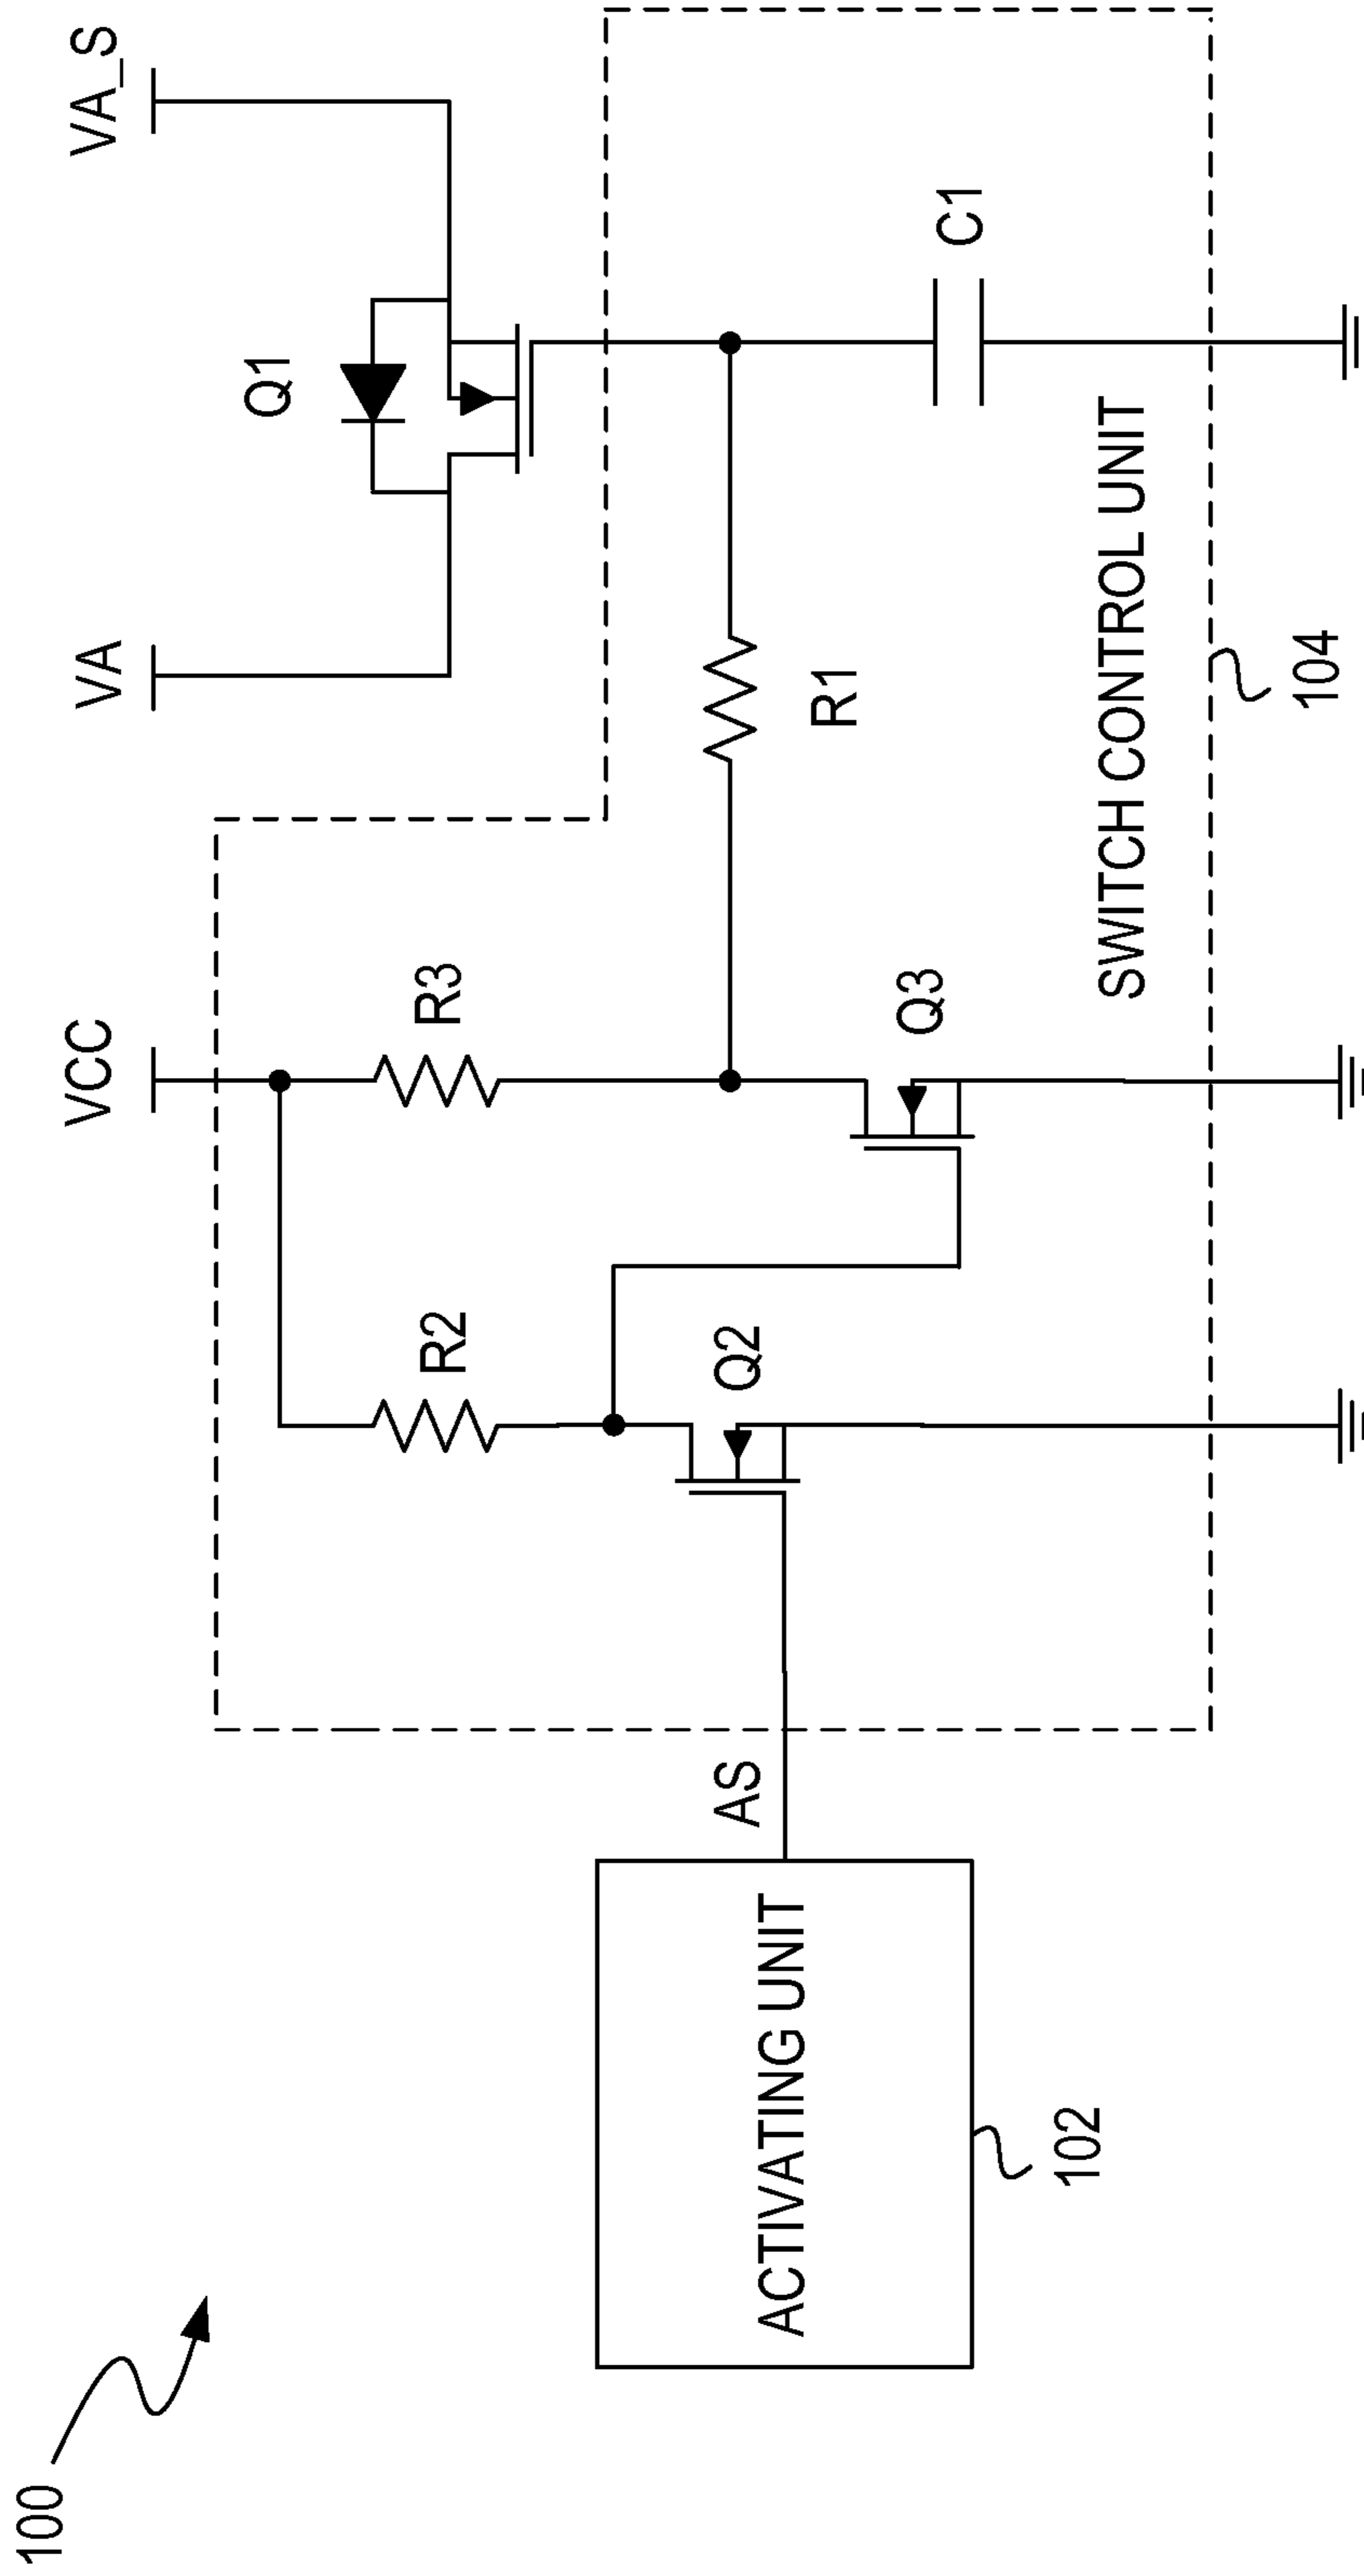 100
VCC
VA
VA_S
R2
R3
Q1
Q2
Q3
R1
C1
AS
ACTIVATING UNIT
102
SWITCH CONTROL UNIT
104